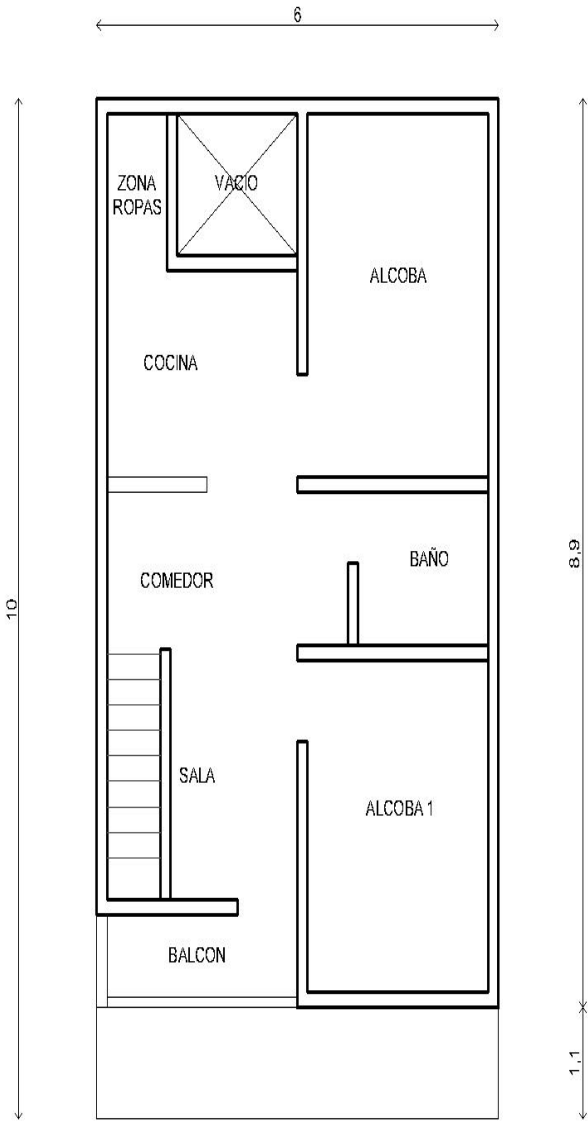 6
ZONA
ROPAS
VACIO
ALCOBA
COCINA
8,9
BAÑO
COMEDOR
10
SALA
ALCOBA 1
BALCON
1,1